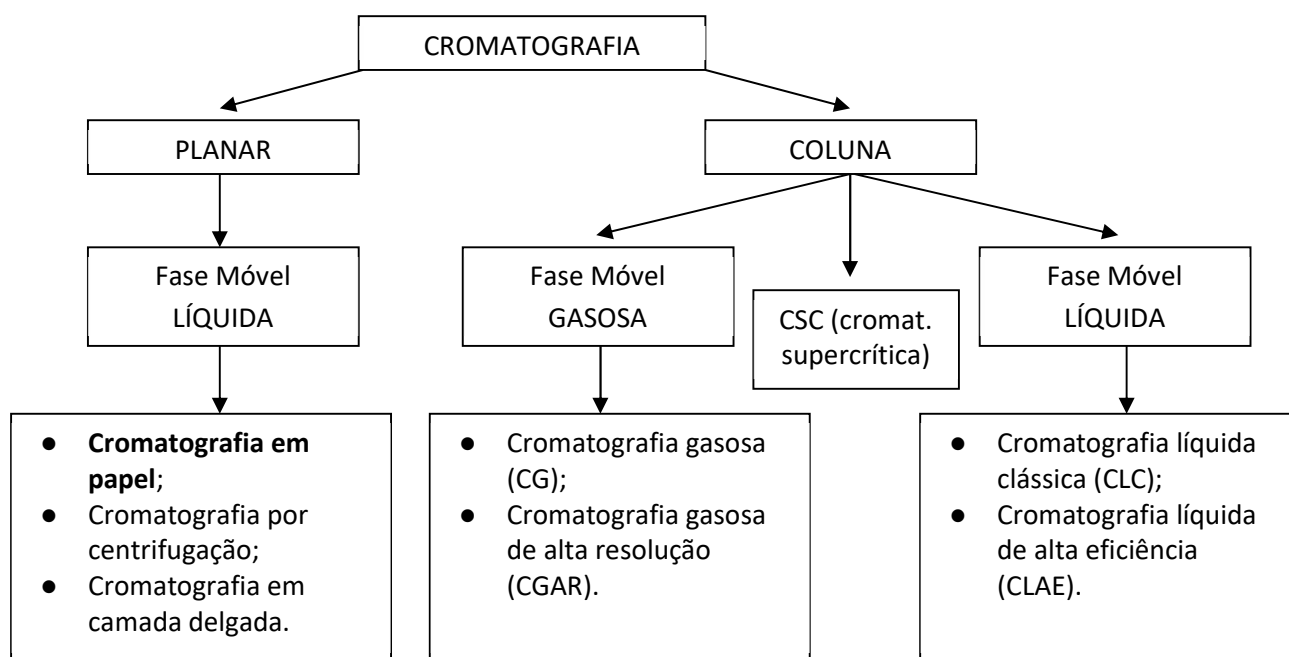 CROMATOGRAFIA
PLANAR
COLUNA
Fase Móvel
LÍQUIDA
Fase Móvel
GASOSA
CSC (cromat.
supercrítica)
Fase Móvel
LÍQUIDA
● Cromatografia em
papel;
● Cromatografia por
centrifugação;
● Cromatografia em
camada delgada.
● Cromatografia gasosa
(CG);
● Cromatografia gasosa
de alta resolução
(CGAR).
● Cromatografia líquida
clássica (CLC);
● Cromatografia líquida
de alta eficiência
(CLAE).